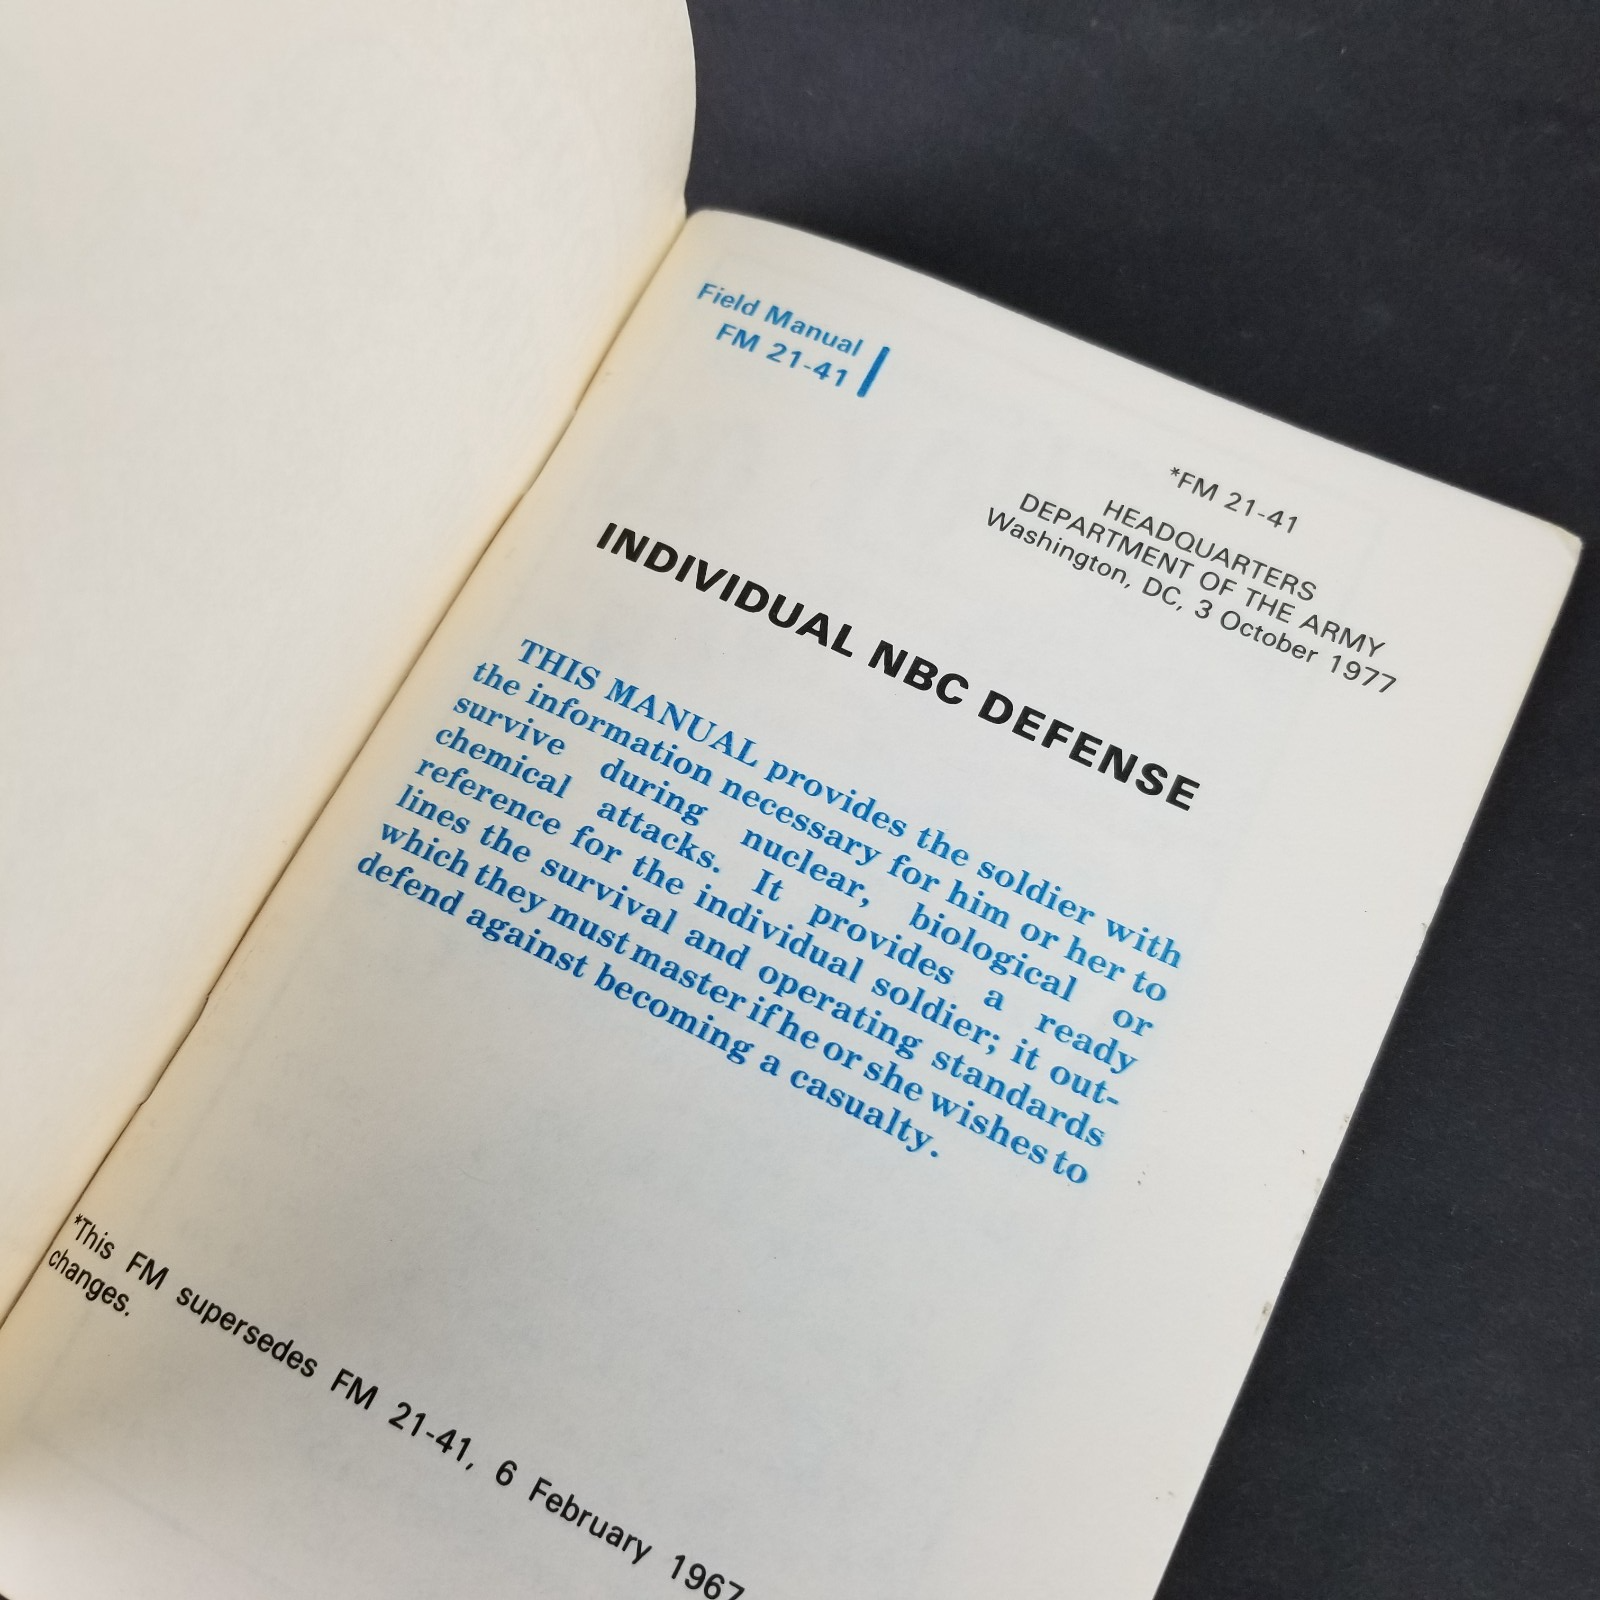 Field Manual
FM 21-41
*FM 21-41
HEADQUARTERS
DEPARTMENT OF THE ARMY
Washington, DC, 3 October 1977
INDIVIDUAL NBC DEFENSE
THIS MANUAL provides the soldier with
the information necessary for him or her to
survive during nuclear, biological or
chemical attacks. It provides a ready
reference for the individual soldier; it out-
lines the survival and operating standards
which they must master if he or she wishes to
defend against becoming a casualty.
*This FM supersedes FM 21-41, 6 February 1967
changes.